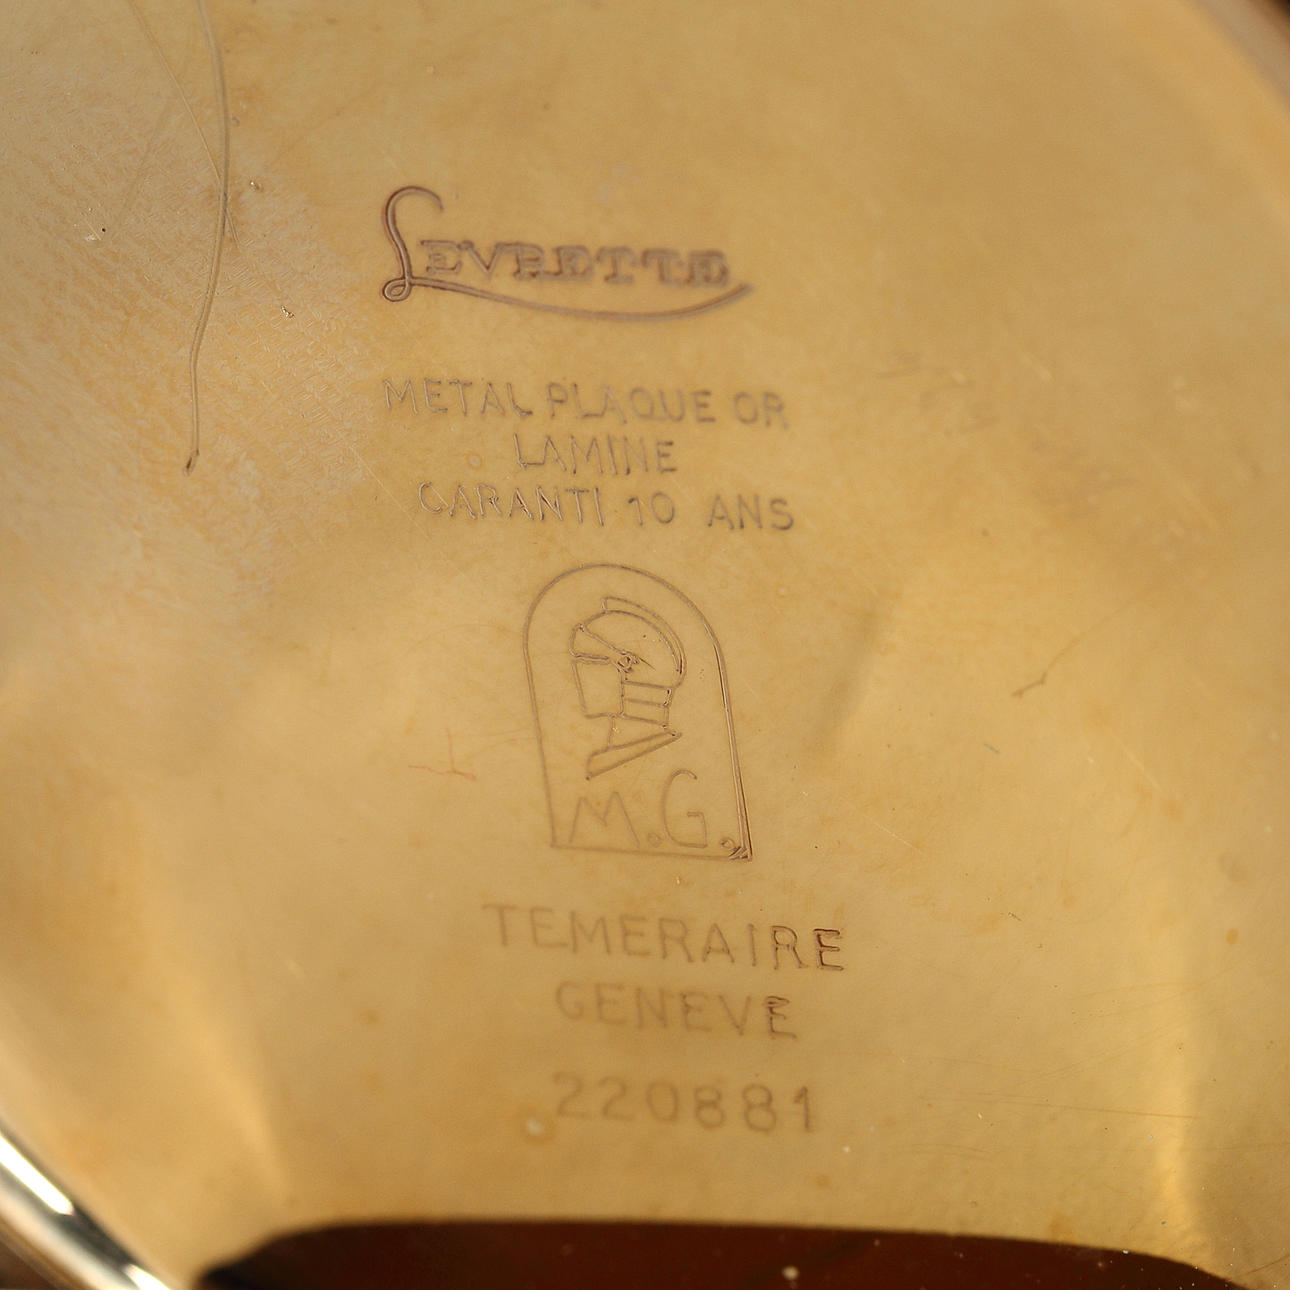 LEVRETTE
METAL PLAQUE OR
LAMINE
GARANTI 10 ANS
M.G.
TEMERAIRE
GENEVE
220881